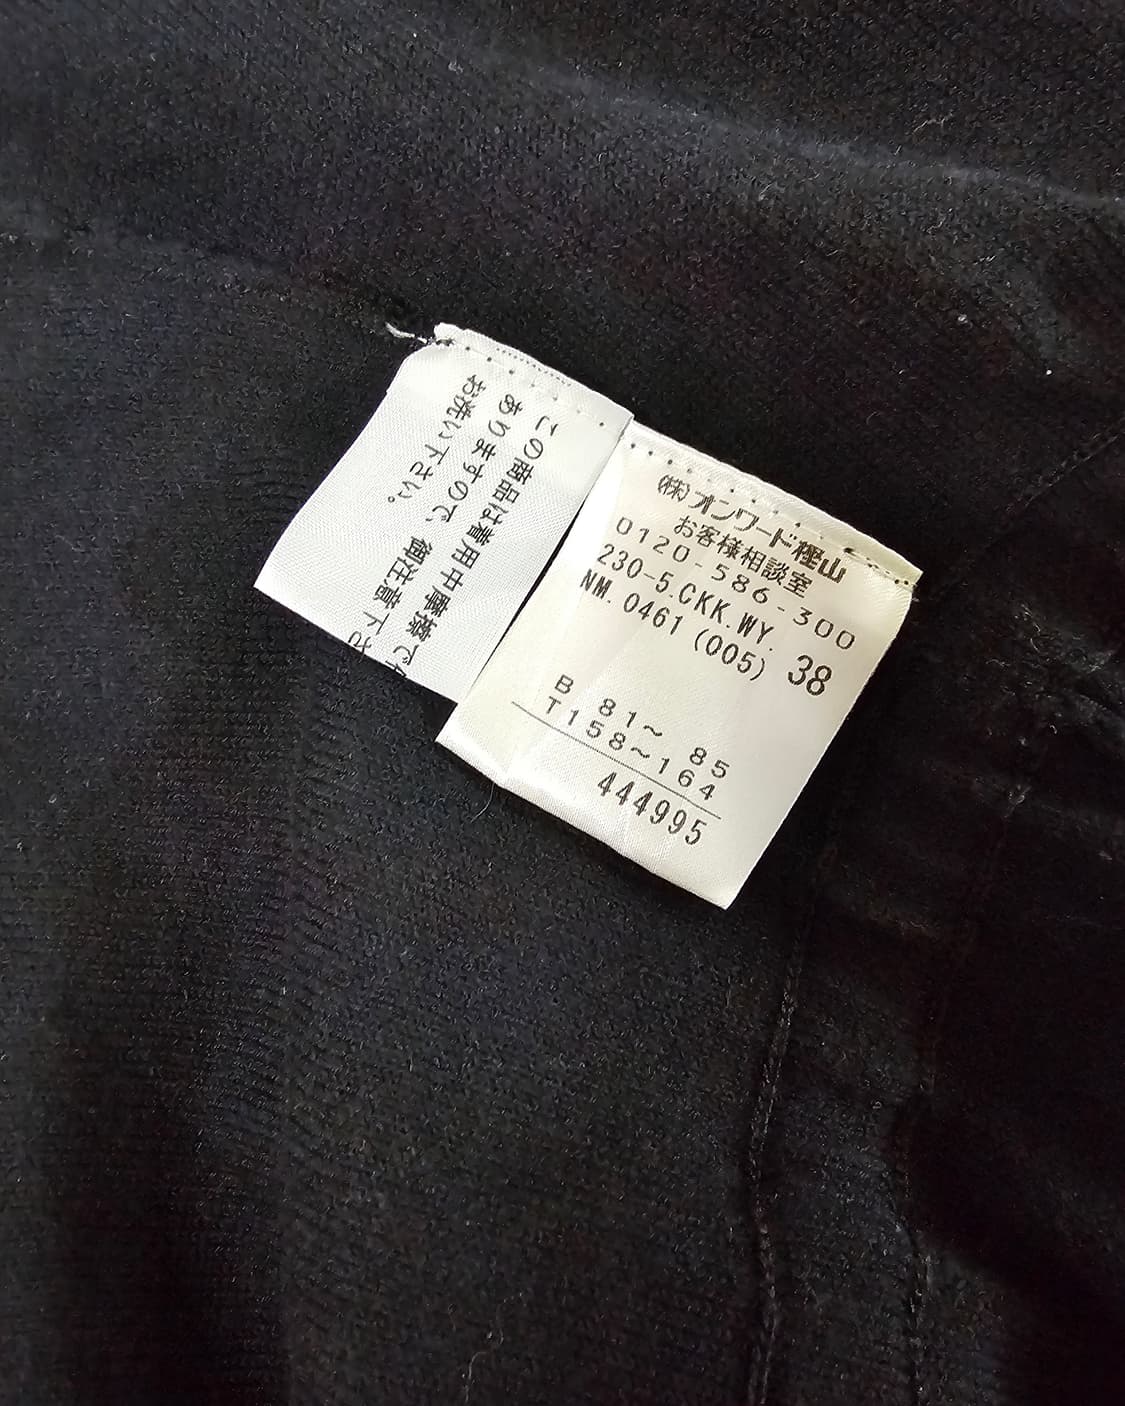 この商品は着用中摩擦で
ありますので、御注意下さ
お洗い下さい。
(株)オンワード樫山
お客様相談室
0120-586-300
230-5.CKK.WY.
NM. 0461 (005) 38
B 81~ 85
T158~164
444995